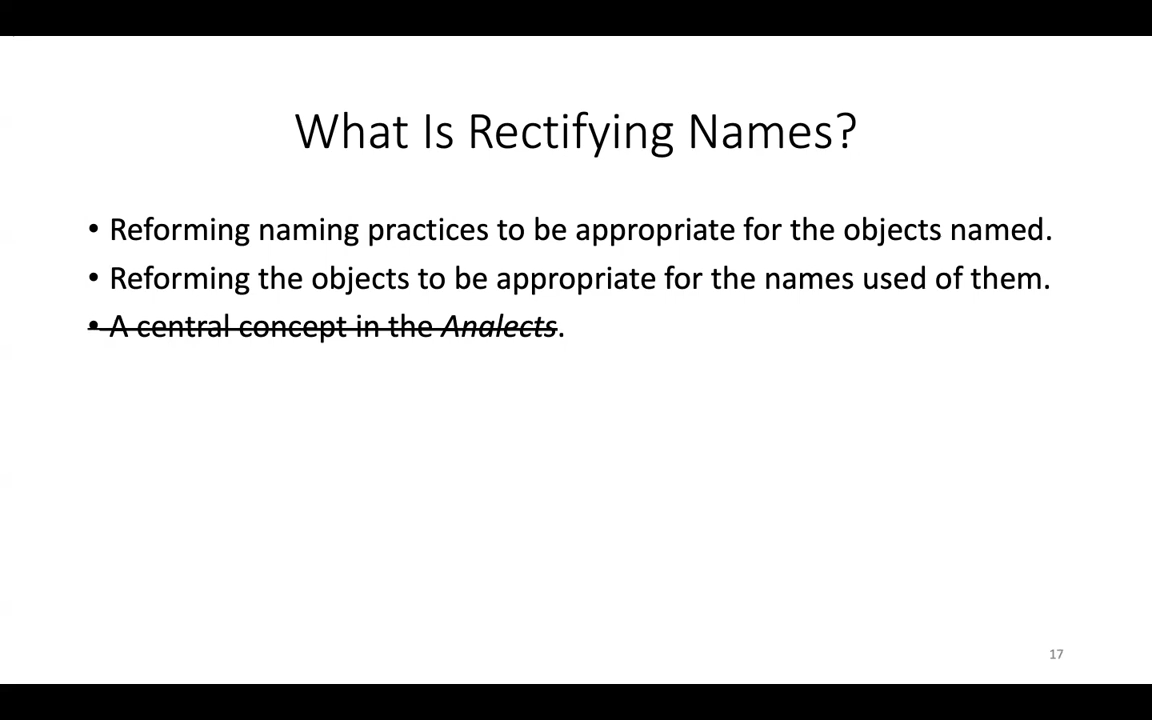 What Is Rectifying Names?
• Reforming naming practices to be appropriate for the objects named.
• Reforming the objects to be appropriate for the names used of them.
• A central concept in the Analects.
17